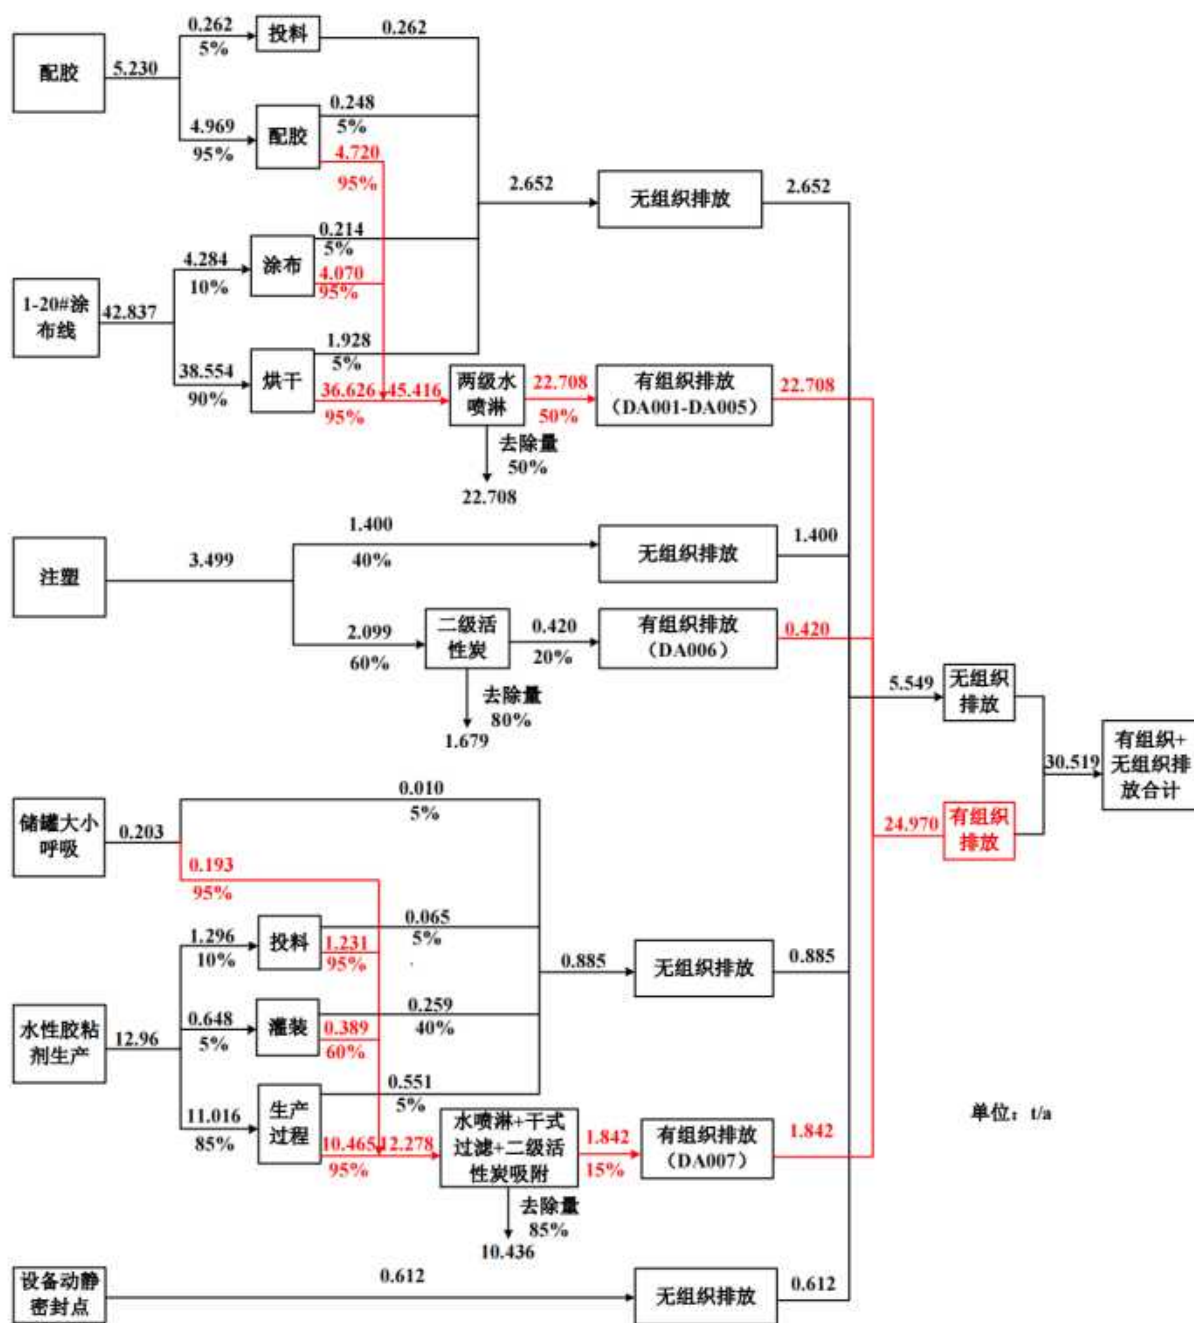 配胶
5.230
0.262
5%
投料
0.262
4.969
95%
配胶
0.248
5%
4.720
95%
2.652
无组织排放
2.652
1-20#涂
布线
42.837
4.284
10%
涂布
0.214
5%
4.070
95%
38.554
90%
烘干
1.928
5%
36.626
95%
45.416
两级水
喷淋
22.708
50%
有组织排放
（DA001-DA005）
22.708
去除量
50%
22.708
注塑
3.499
1.400
40%
无组织排放
1.400
2.099
60%
二级活
性炭
0.420
20%
有组织排放
（DA006）
0.420
去除量
80%
1.679
5.549
无组织
排放
30.519
有组织+
无组织排
放合计
24.970
有组织
排放
储罐大小
呼吸
0.203
0.010
5%
0.193
95%
水性胶粘
剂生产
12.96
1.296
10%
投料
0.065
5%
1.231
95%
0.648
5%
灌装
0.259
40%
0.389
60%
0.885
无组织排放
0.885
11.016
85%
生产
过程
0.551
5%
10.465
95%
12.278
水喷淋+干式
过滤+二级活
性炭吸附
1.842
15%
有组织排放
（DA007）
1.842
去除量
85%
10.436
单位：t/a
设备动静
密封点
0.612
无组织排放
0.612